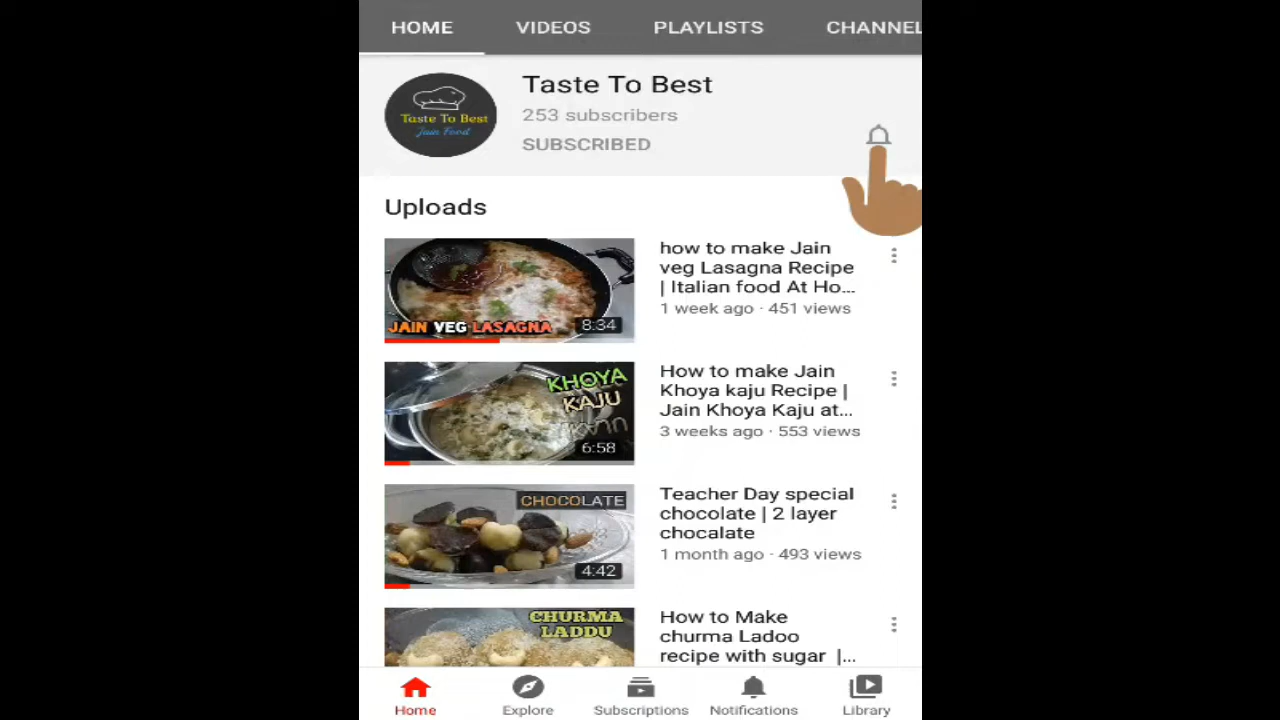 HOME VIDEOS PLAYLISTS CHANNEL
Taste To Best
Jain Food
Taste To Best
253 subscribers
SUBSCRIBED
Uploads
JAIN VEG LASAGNA
8:34
how to make Jain
veg Lasagna Recipe
| Italian food At Ho...
1 week ago · 451 views
KHOYA
KAJU
6:58
How to make Jain
Khoya kaju Recipe |
Jain Khoya Kaju at...
3 weeks ago · 553 views
CHOCOLATE
4:42
Teacher Day special
chocolate | 2 layer
chocalate
1 month ago · 493 views
CHURMA
LADDU
How to Make
churma Ladoo
recipe with sugar |...
Home Explore Subscriptions Notifications Library